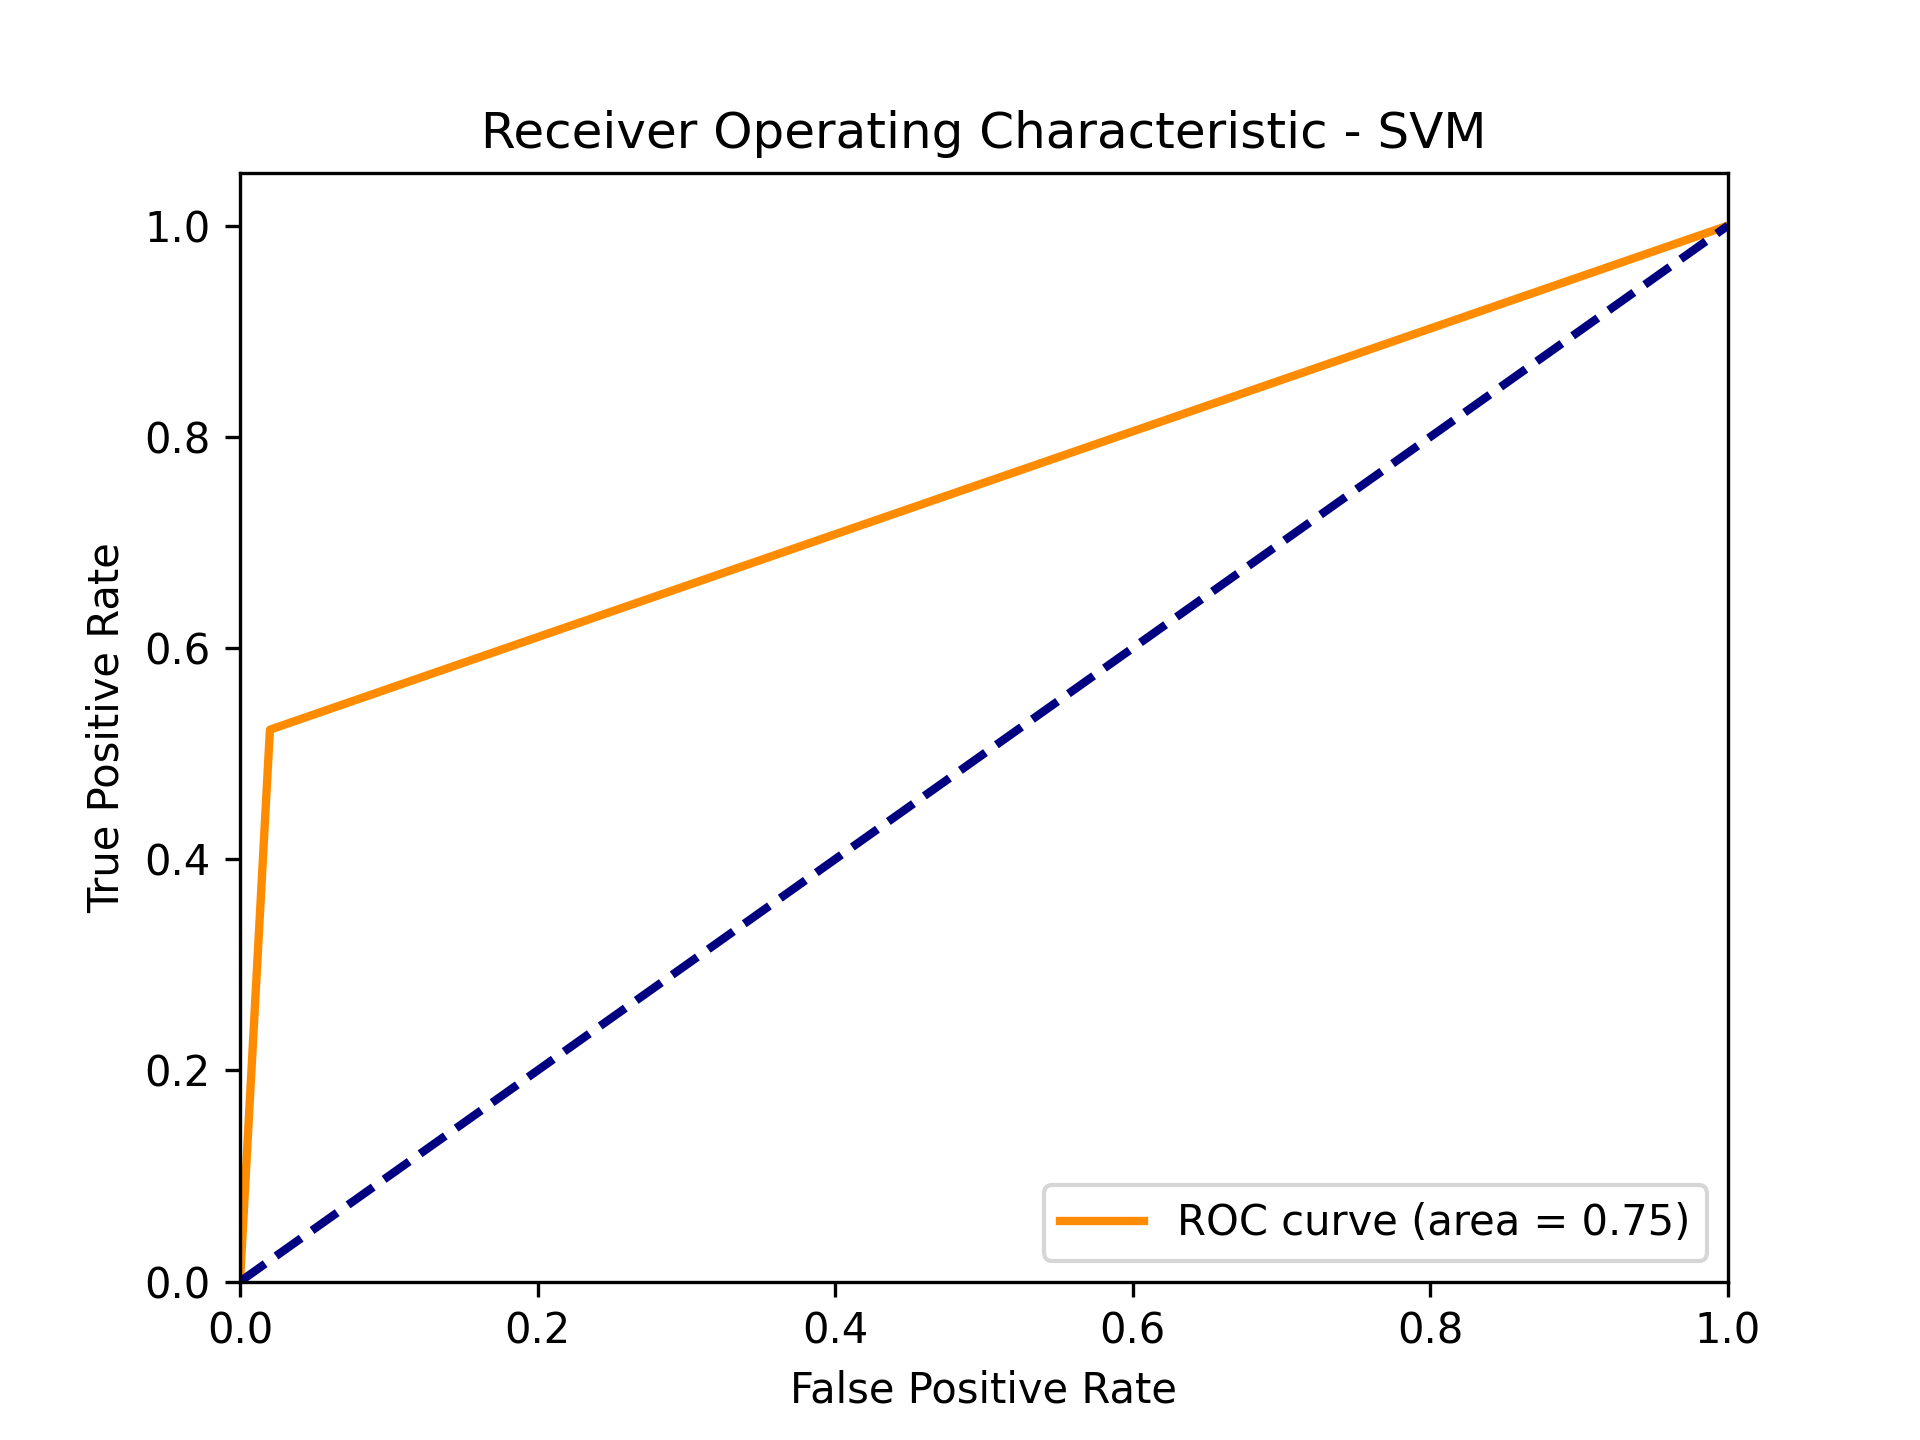 Receiver Operating Characteristic - SVM
1.0
0.8
0.6
0.4
0.2
0.0
True Positive Rate
ROC curve (area = 0.75)
0.0 0.2 0.4 0.6 0.8 1.0
False Positive Rate